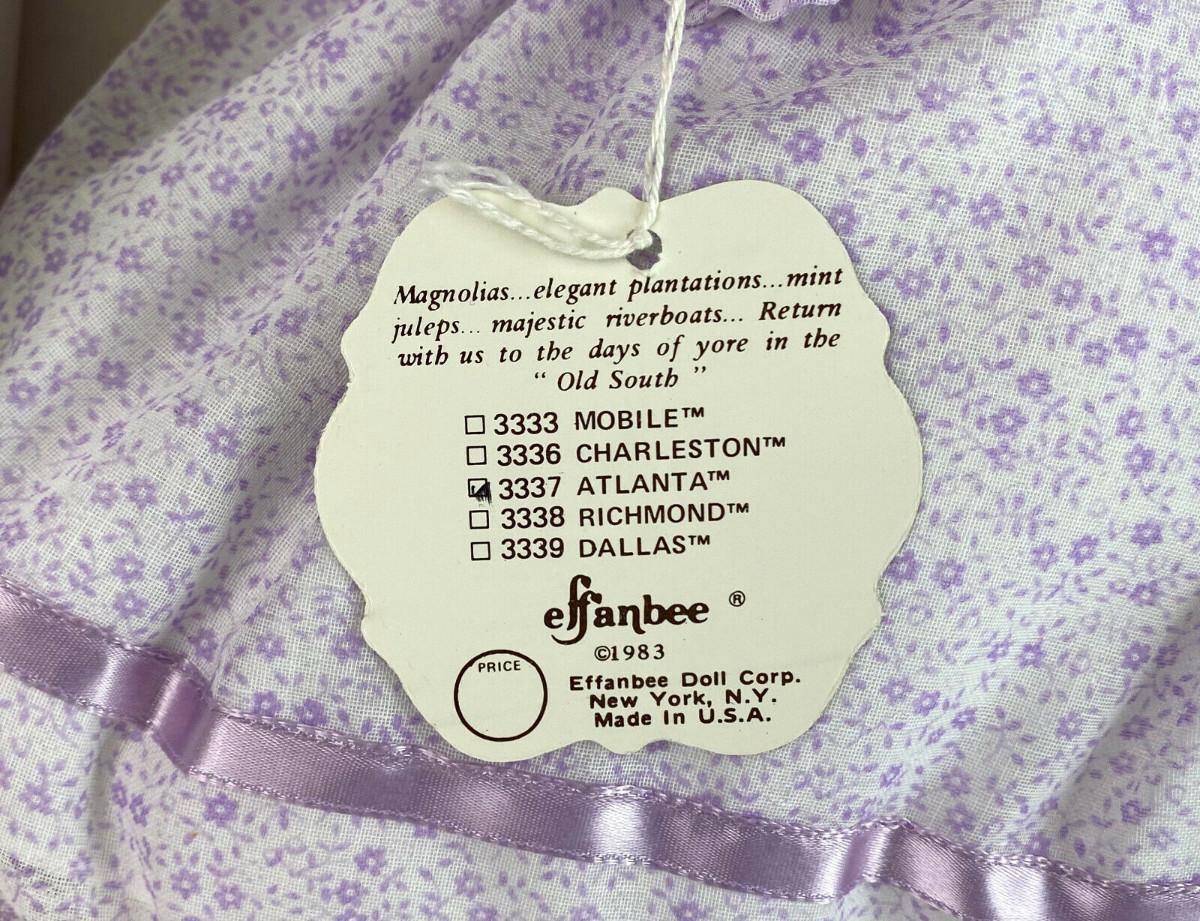 Magnolias...elegant plantations...mint
juleps... majestic riverboats... Return
with us to the days of yore in the
“ Old South ”
☐ 3333 MOBILE™
☐ 3336 CHARLESTON™
☑ 3337 ATLANTA™
☐ 3338 RICHMOND™
☐ 3339 DALLAS™
effanbee ®
©1983
PRICE
Effanbee Doll Corp.
New York, N.Y.
Made In U.S.A.